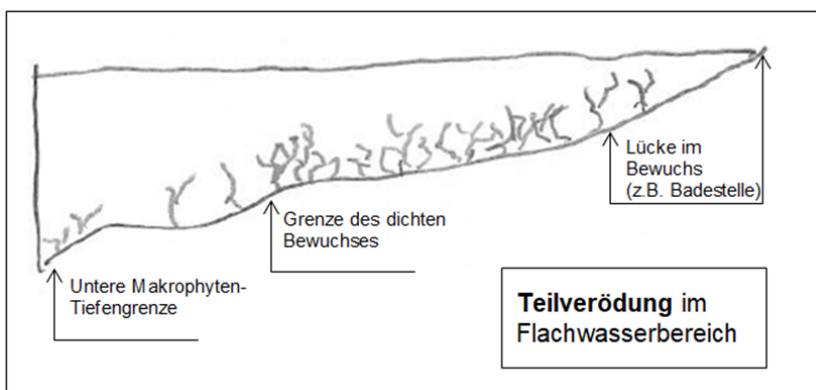 Lücke im
Bewuchs
(z.B. Badestelle)
Grenze des dichten
Bewuchses
Untere Makrophyten-
Tiefengrenze
Teilverödung im
Flachwasserbereich